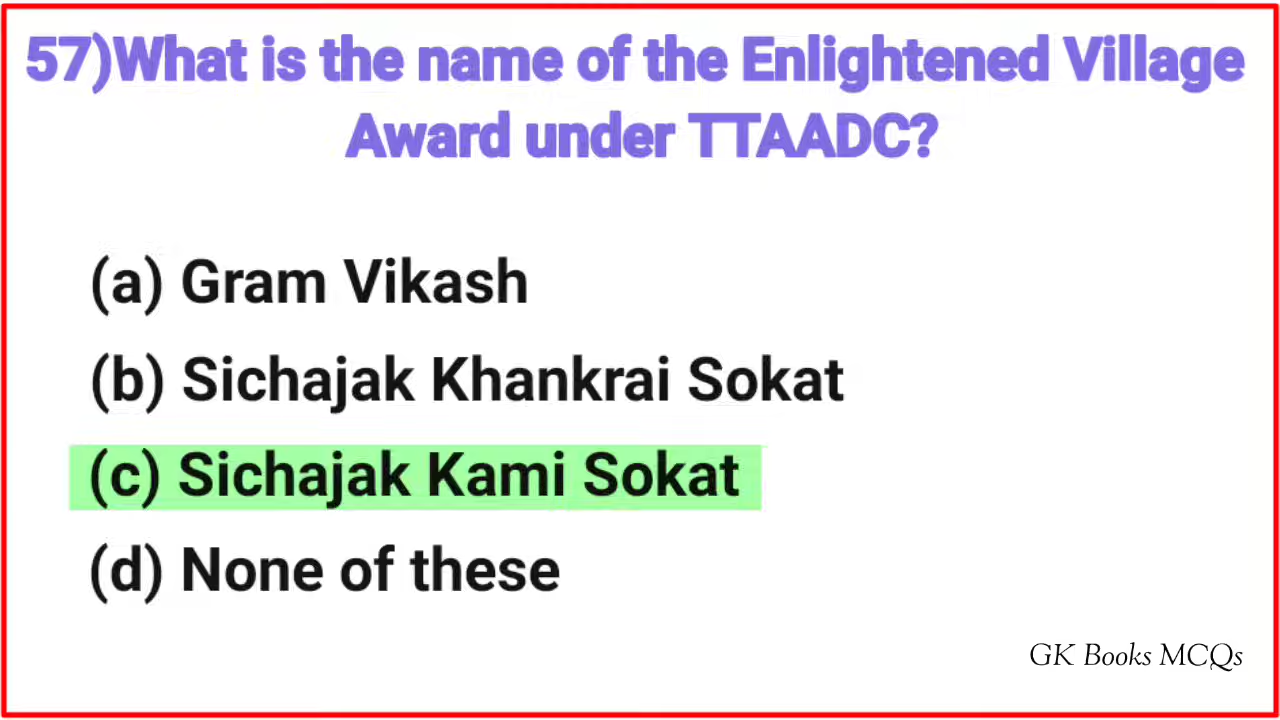 57)What is the name of the Enlightened Village
Award under TTAADC?
(a) Gram Vikash
(b) Sichajak Khankrai Sokat
(c) Sichajak Kami Sokat
(d) None of these
GK Books MCQs